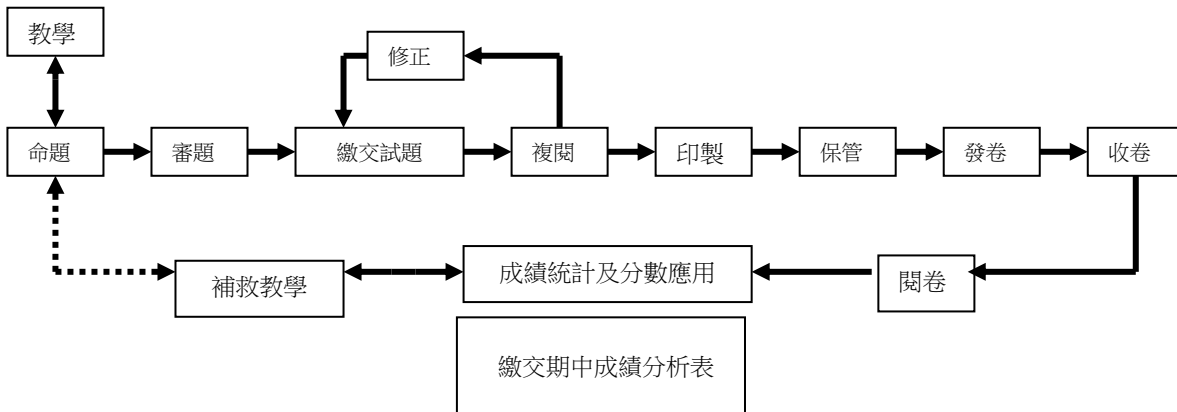 教學
修正
命題
審題
繳交試題
複閱
印製
保管
發卷
收卷
補救教學
成績統計及分數應用
閱卷
繳交期中成績分析表